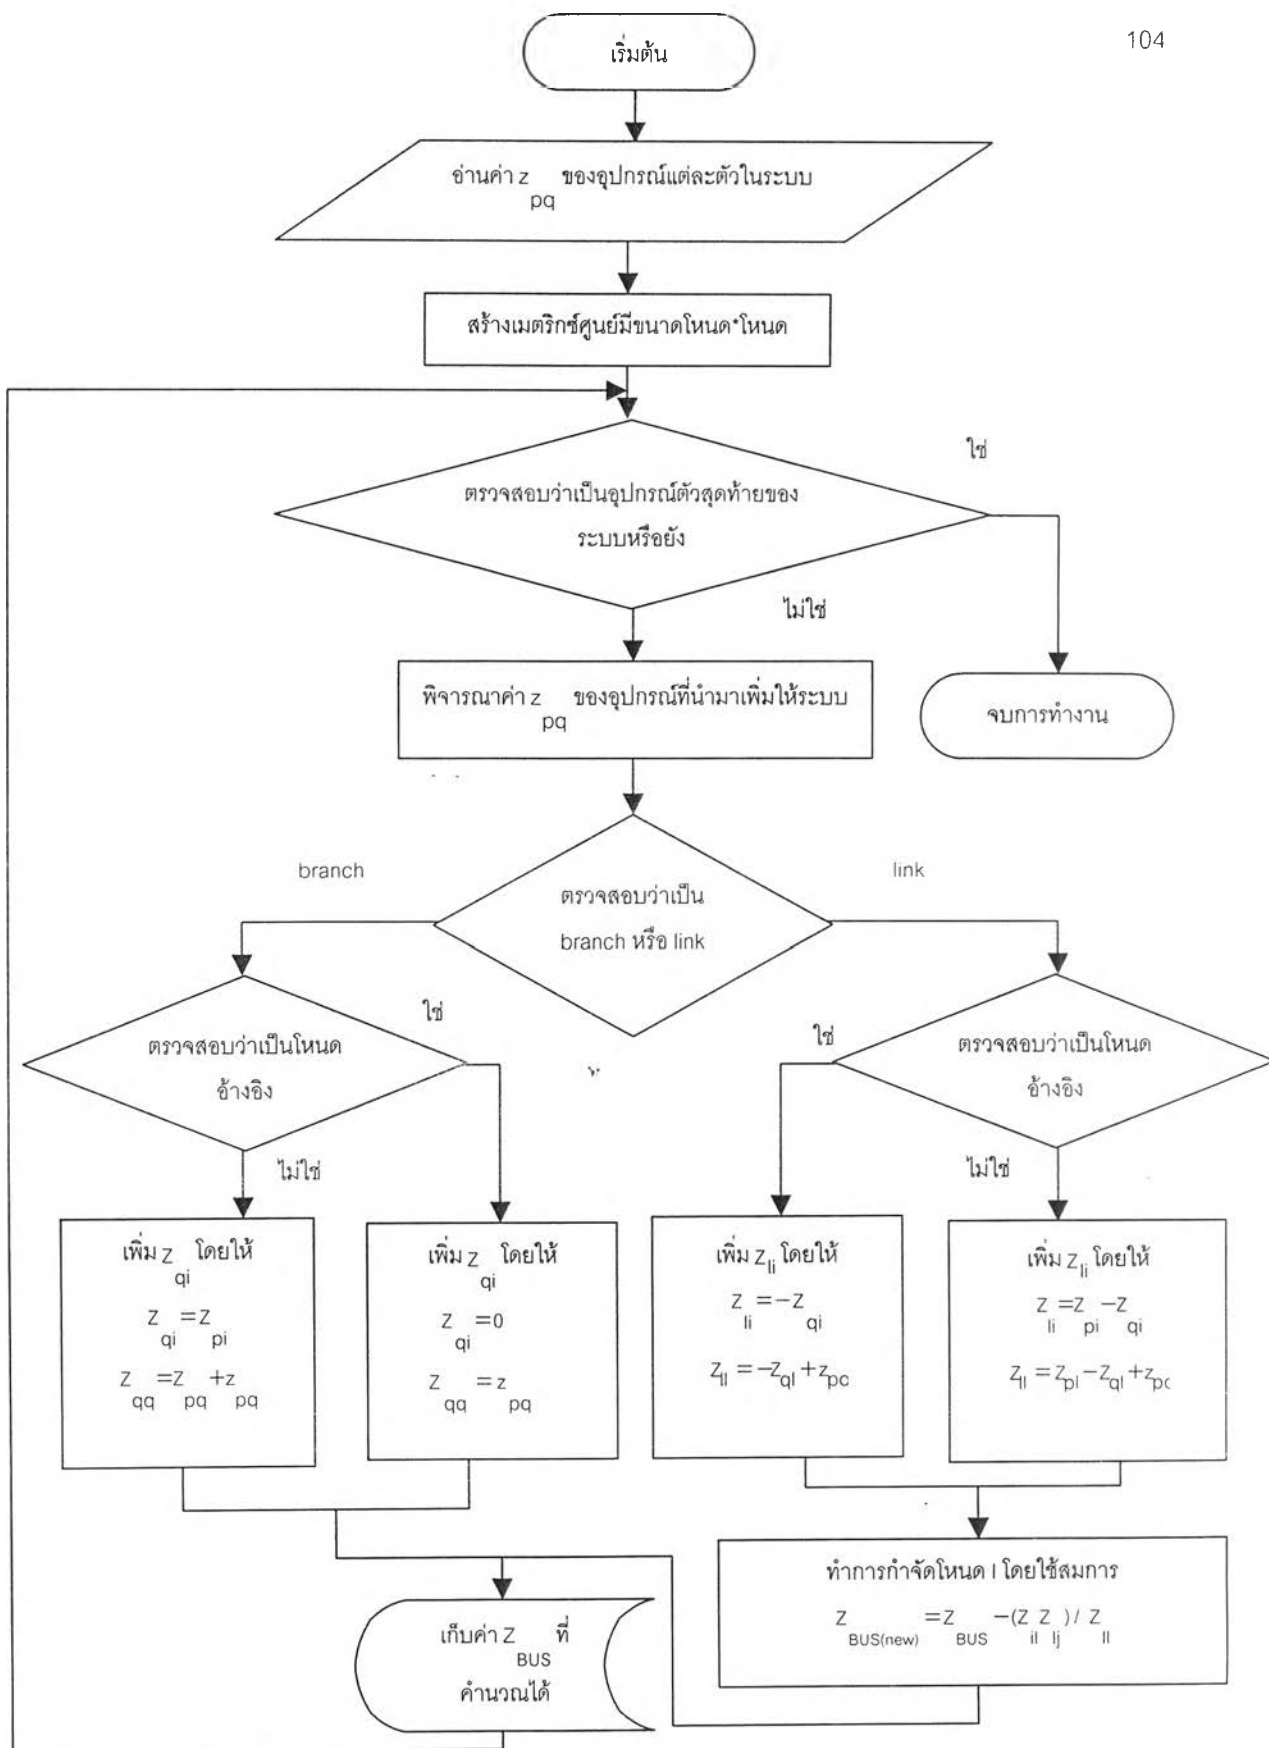 104
เริ่มต้น
อ่านค่า z pq ของอุปกรณ์แต่ละตัวในระบบ
สร้างเมตริกซ์ศูนย์มีขนาดโหนด*โหนด
ใช่
ตรวจสอบว่าเป็นอุปกรณ์ตัวสุดท้ายของ
ระบบหรือยัง
ไม่ใช่
พิจารณาค่า z pq ของอุปกรณ์ที่นำมาเพิ่มให้ระบบ
จบการทำงาน
branch
link
ตรวจสอบว่าเป็น
branch หรือ link
ใช่
ตรวจสอบว่าเป็นโหนด
อ้างอิง
ไม่ใช่
ใช่
ตรวจสอบว่าเป็นโหนด
อ้างอิง
ไม่ใช่
เพิ่ม Z qi โดยให้
Z qi = Z pi
Z qq = Z pq + z pq
เพิ่ม Z qi โดยให้
Z qi = 0
Z qq = z pq
เพิ่ม Z li โดยให้
Z li = − Z qi
Z ll = − Z ql + z pq
เพิ่ม Z li โดยให้
Z li = Z pi − Z qi
Z ll = Z pl − Z ql + z pq
ทำการกำจัดโหนด l โดยใช้สมการ
Z BUS(new) = Z BUS − (Z il Z lj) / Z ll
เก็บค่า Z BUS ที่
คำนวณได้